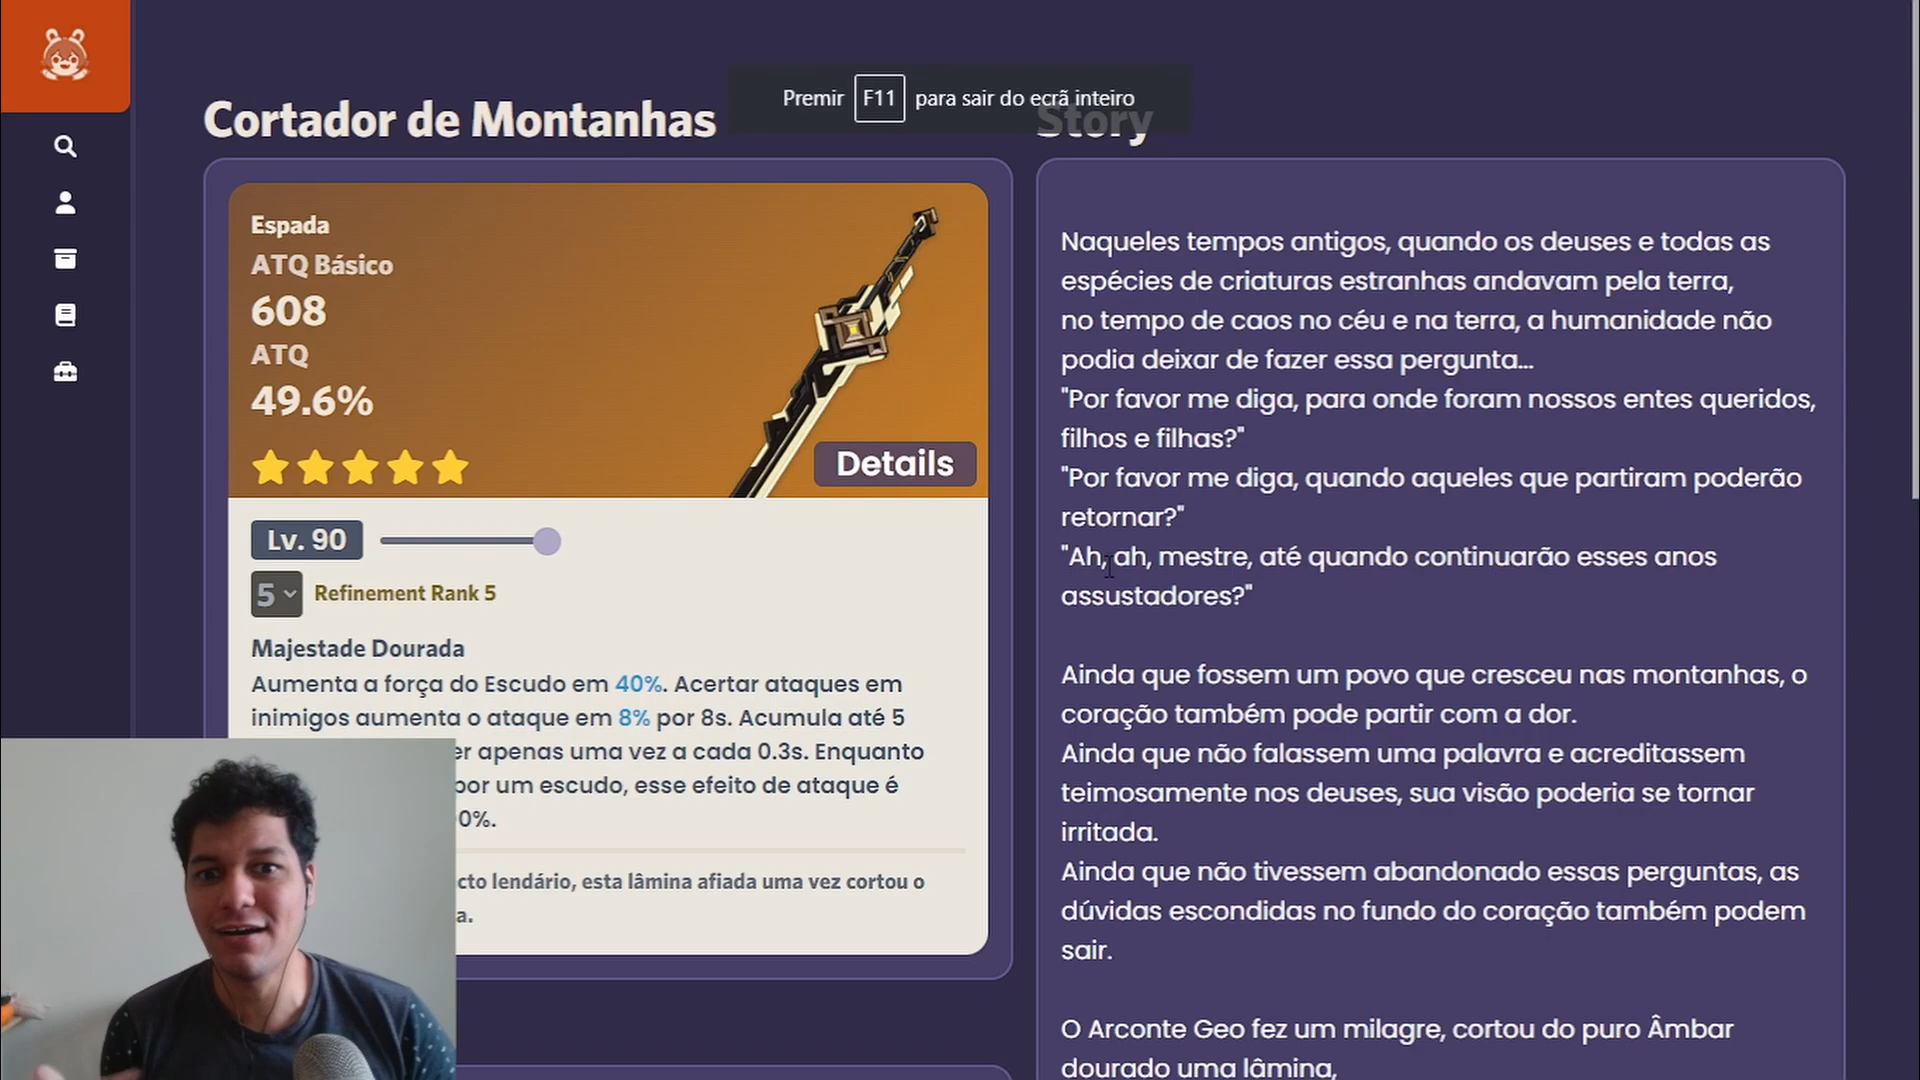 Premir F11 para sair do ecrã inteiro
Cortador de Montanhas
Espada
ATQ Básico
608
ATQ
49.6%
Details
Lv. 90
5
Refinement Rank 5
Majestade Dourada
Aumenta a força do Escudo em 40%. Acertar ataques em
inimigos aumenta o ataque em 8% por 8s. Acumula até 5
er apenas uma vez a cada 0.3s. Enquanto
por um escudo, esse efeito de ataque é
0%.
cto lendário, esta lâmina afiada uma vez cortou o
a.
Story
Naqueles tempos antigos, quando os deuses e todas as
espécies de criaturas estranhas andavam pela terra,
no tempo de caos no céu e na terra, a humanidade não
podia deixar de fazer essa pergunta...
"Por favor me diga, para onde foram nossos entes queridos,
filhos e filhas?"
"Por favor me diga, quando aqueles que partiram poderão
retornar?"
"Ah, ah, mestre, até quando continuarão esses anos
assustadores?"
Ainda que fossem um povo que cresceu nas montanhas, o
coração também pode partir com a dor.
Ainda que não falassem uma palavra e acreditassem
teimosamente nos deuses, sua visão poderia se tornar
irritada.
Ainda que não tivessem abandonado essas perguntas, as
dúvidas escondidas no fundo do coração também podem
sair.
O Arconte Geo fez um milagre, cortou do puro Âmbar
dourado uma lâmina,